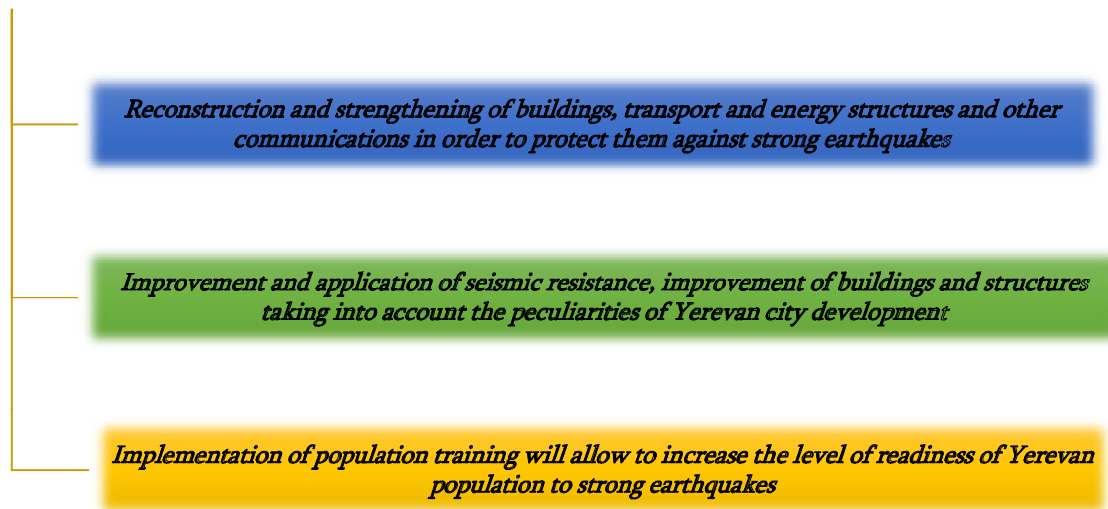 Reconstruction and strengthening of buildings, transport and energy structures and other
communications in order to protect them against strong earthquakes
Improvement and application of seismic resistance, improvement of buildings and structures
taking into account the peculiarities of Yerevan city development
Implementation of population training will allow to increase the level of readiness of Yerevan
population to strong earthquakes